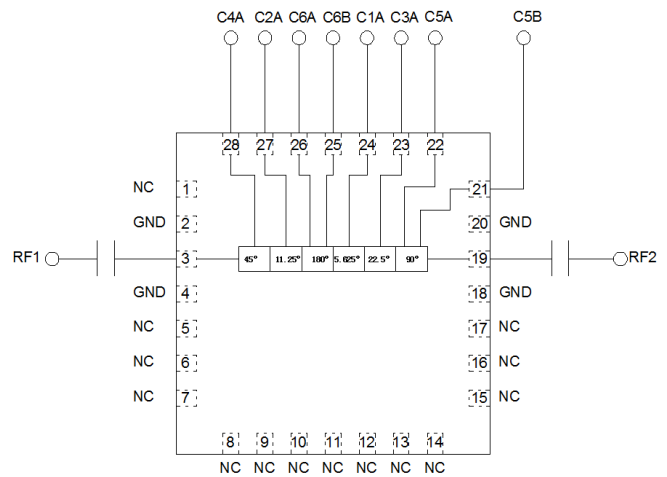 C4A C2A C6A C6B C1A C3A C5A C5B
28 27 26 25 24 23 22
NC 1 21
GND 2 20 GND
RF1 3 45° 11.25° 180° 5.625° 22.5° 90° 19 RF2
GND 4 18 GND
NC 5 17 NC
NC 6 16 NC
NC 7 15 NC
8 9 10 11 12 13 14
NC NC NC NC NC NC NC